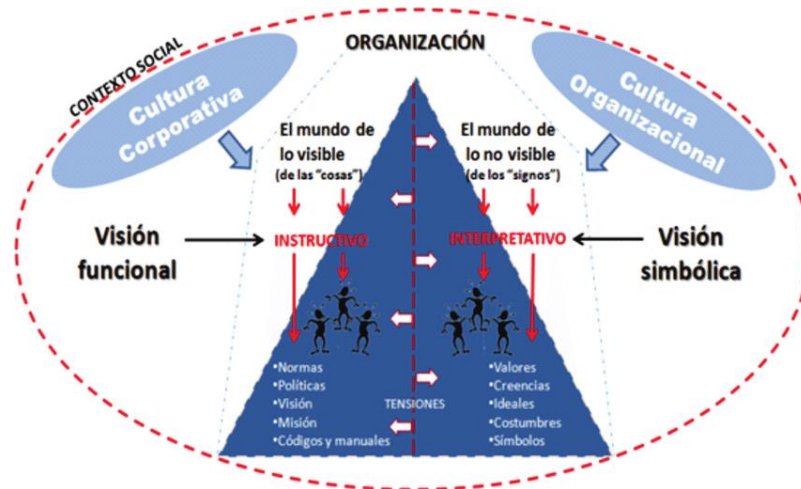 CONTEXTO SOCIAL
ORGANIZACIÓN
Cultura
Corporativa
Cultura
Organizacional
El mundo de
lo visible
(de las “cosas”)
El mundo de
lo no visible
(de los “signos”)
Visión
funcional
INSTRUCTIVO
INTERPRETATIVO
Visión
simbólica
•Normas
•Políticas
•Visión
•Misión
•Códigos y manuales
TENSIONES
•Valores
•Creencias
•Ideales
•Costumbres
•Símbolos